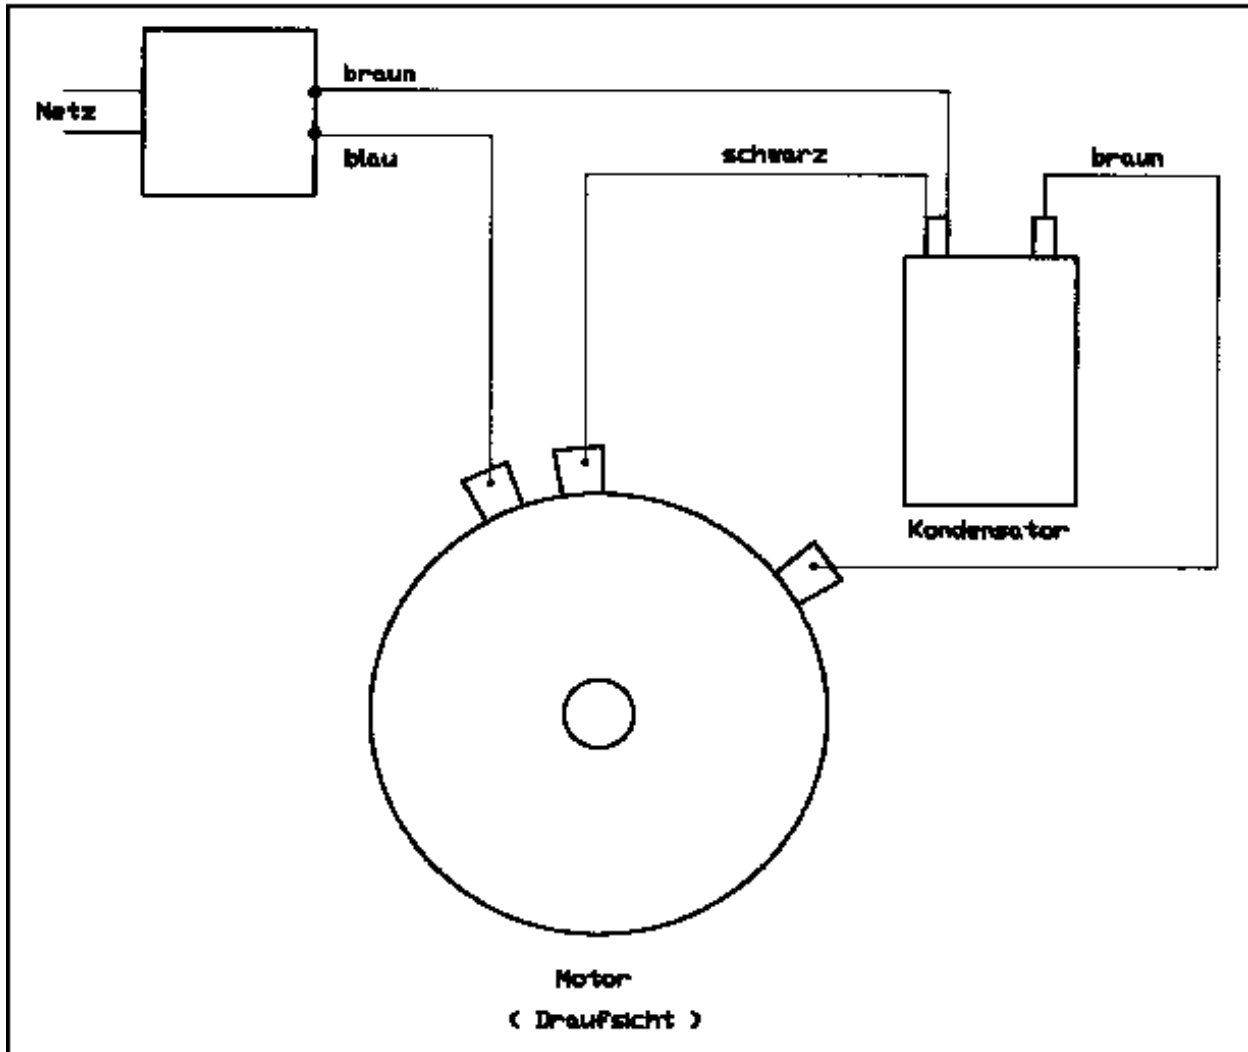 braun
Netz
blau
schwarz
braun
Kondensator
Motor
( Draufsicht )